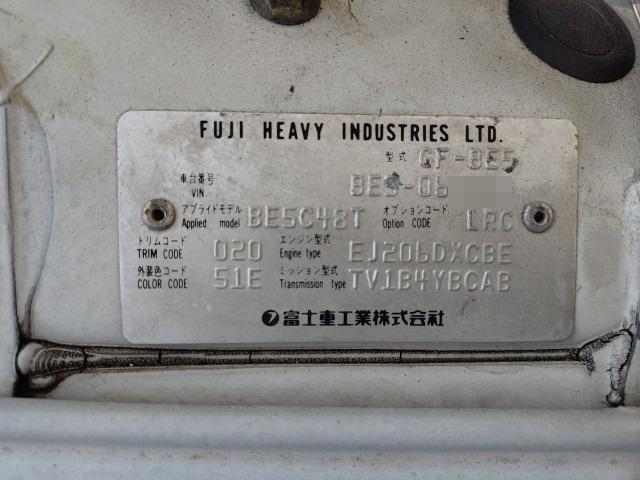 FUJI HEAVY INDUSTRIES LTD.
型式 GF-BE5
車台番号 VIN BE5-06
アプライドモデル Applied model BE5C48T オプションコード Option CODE LRC
トリムコード TRIM CODE 020 エンジン型式 Engine type EJ206DXCBE
外装色コード COLOR CODE 51E ミッション型式 Transmission type TV1B4YBCAB
富士重工業株式会社